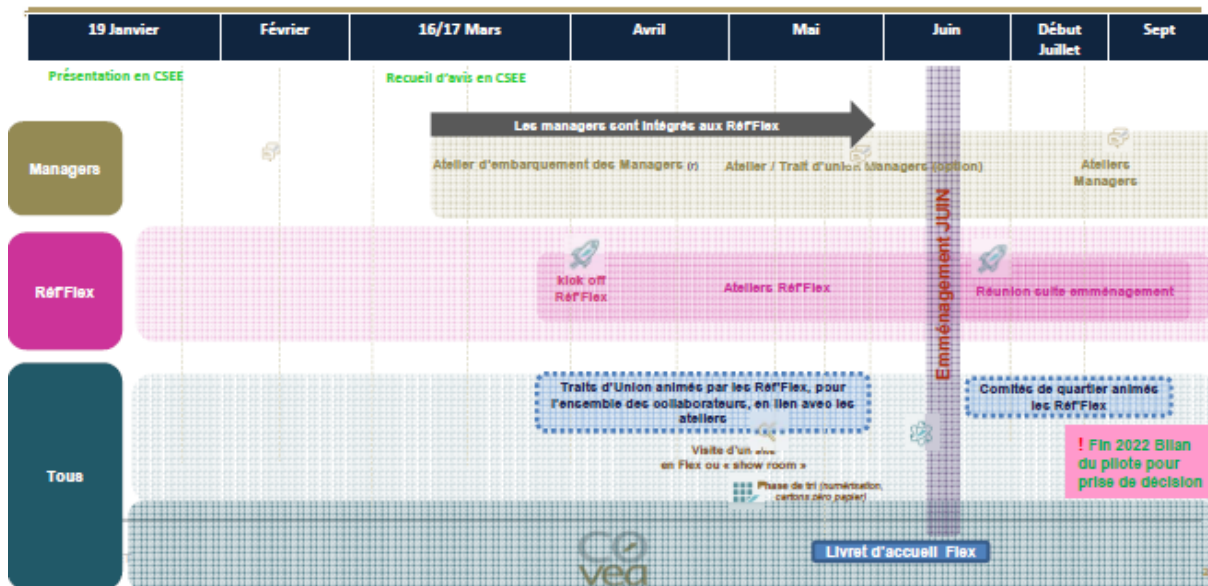 19 Janvier
Février
16/17 Mars
Avril
Mai
Juin
Début
Juillet
Sept
Présentation en CSEE
Recueil d'avis en CSEE
Les managers sont intégrés aux Réf'Flex
Managers
Atelier d'embarquement des Managers (r)
Atelier / Trait d'union Managers (option)
Ateliers
Managers
Emménagement JUIN
Réf'Flex
kick off
Réf'Flex
Ateliers Réf'Flex
Réunion suite emménagement
Tous
Traits d'Union animés par les Réf'Flex, pour
l'ensemble des collaborateurs, en lien avec les
ateliers
Comités de quartier animés
les Réf'Flex
Visite d'un
en Flex ou « show room »
Phase de tri (numérisation,
cartons zéro papier)
! Fin 2022 Bilan
du pilote pour
prise de décision
Livret d'accueil Flex
covea